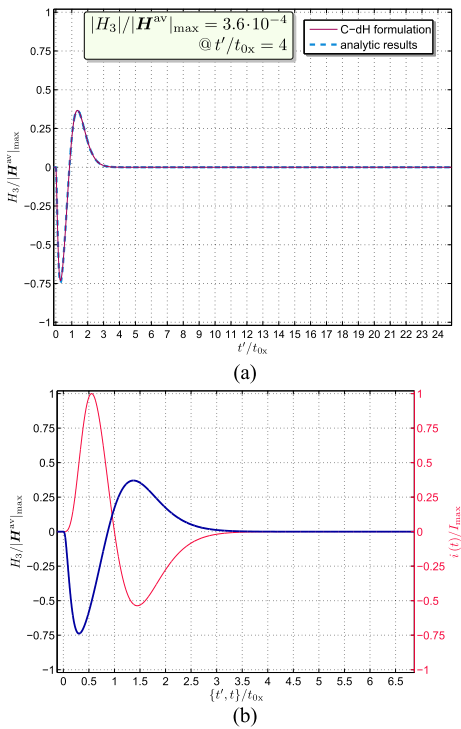 |H₃|/|𝑯ᵃᵛ|ₘₐₓ = 3.6·10⁻⁴
@ t′/t₀ₓ = 4
C−dH formulation
analytic results
1
0.75
0.5
0.25
0
−0.25
−0.5
−0.75
−1
H₃/|𝑯ᵃᵛ|ₘₐₓ
0 1 2 3 4 5 6 7 8 9 10 11 12 13 14 15 16 17 18 19 20 21 22 23 24
t′/t₀ₓ
(a)
1
0.75
0.5
0.25
0
−0.25
−0.5
−0.75
−1
H₃/|𝑯ᵃᵛ|ₘₐₓ
1
0.75
0.5
0.25
0
−0.25
−0.5
−0.75
−1
i(t)/Iₘₐₓ
0 0.5 1 1.5 2 2.5 3 3.5 4 4.5 5 5.5 6 6.5
{t′, t}/t₀ₓ
(b)